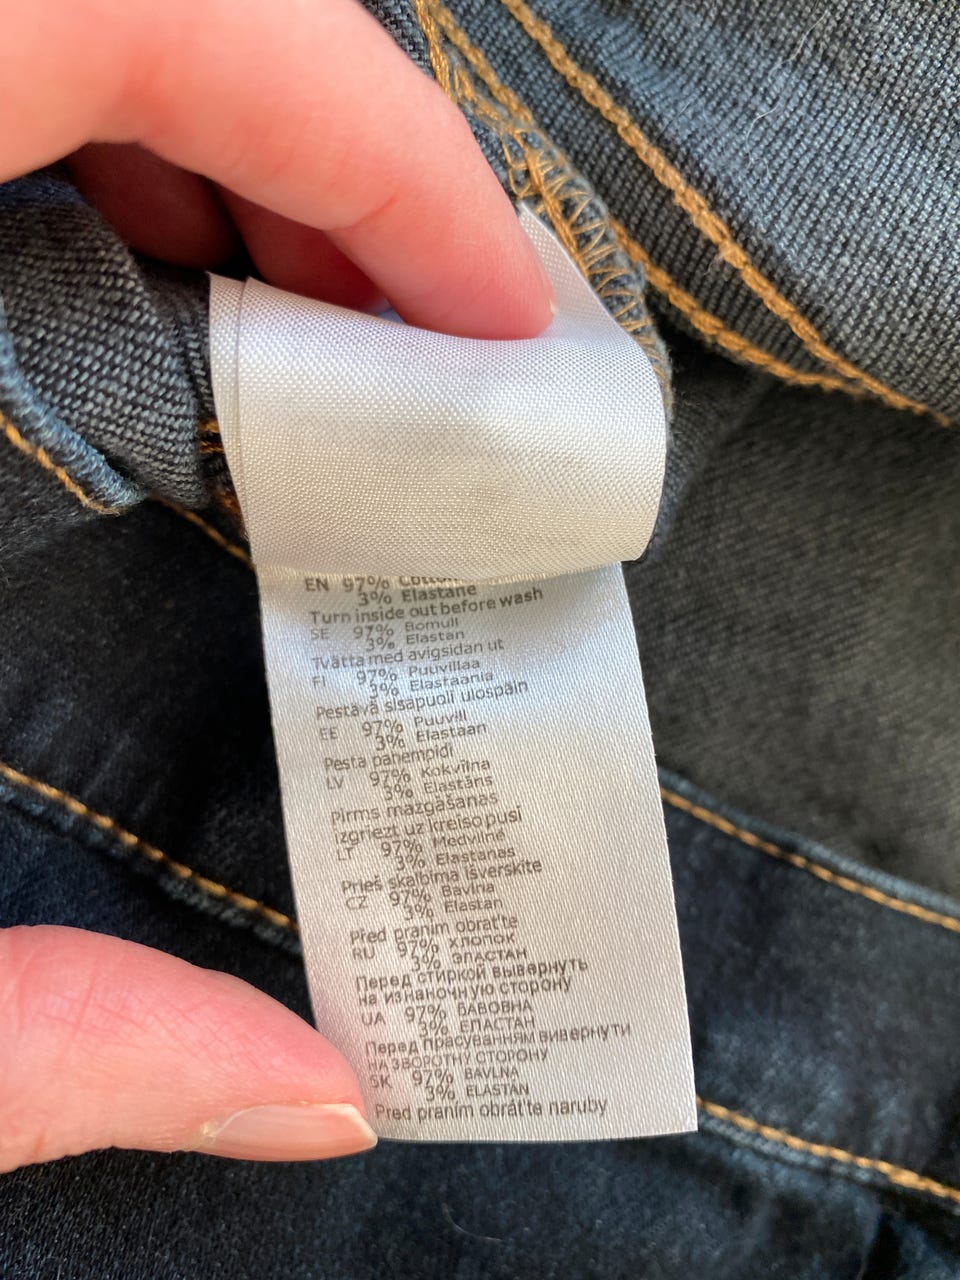 EN 97% Cotton
3% Elastane
Turn inside out before wash
SE 97% Bomull
3% Elastan
Tvätta med avigsidan ut
FI 97% Puuvillaa
3% Elastaania
Pestävä sisäpuoli ulospäin
EE 97% Puuvill
3% Elastaan
Pesta pahempidi
LV 97% Kokvilna
3% Elastāns
Pirms mazgāšanas
izgriezt uz kreiso pusi
LT 97% Medvilnė
3% Elastanas
Prieš skalbimą išverskite
CZ 97% Bavlna
3% Elastan
Před praním obraťte
RU 97% ХЛОПОК
3% ЭЛАСТАН
Перед стиркой вывернуть
на изнаночную сторону
UA 97% БАВОВНА
3% ЕЛАСТАН
Перед прасуванням вивернути
на зворотну сторону
SK 97% BAVLNA
3% ELASTAN
Pred praním obráťte naruby